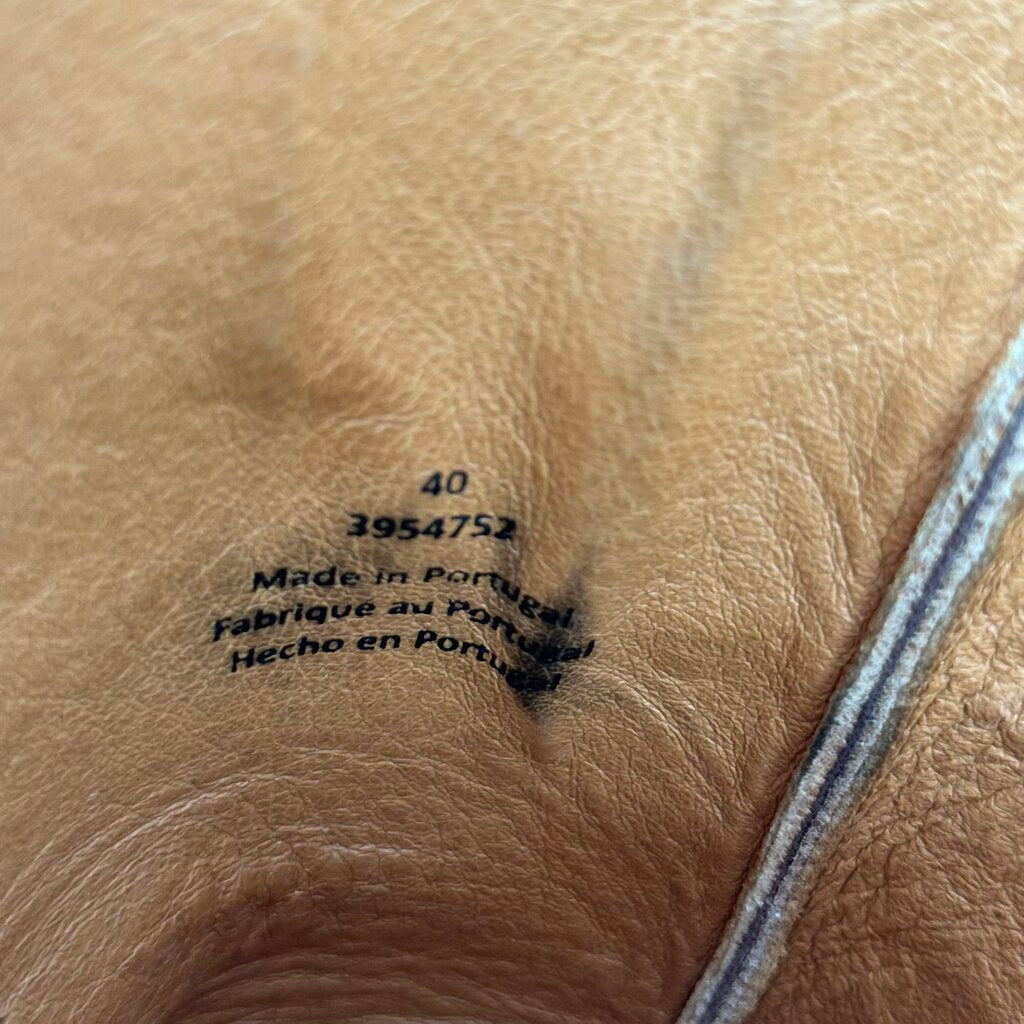 40
3954752
Made in Portugal
Fabriqué au Portugal
Hecho en Portugal